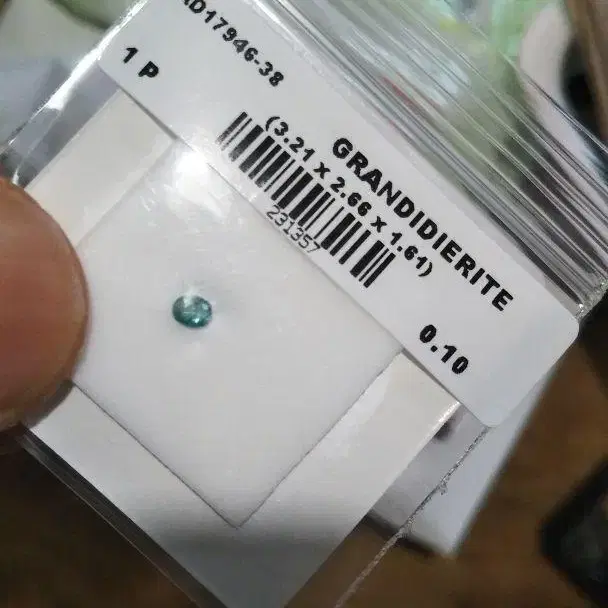 D17946-38
1 P
GRANDIDIERITE
(3.21 X 2.66 X 1.61)
231357
0.10